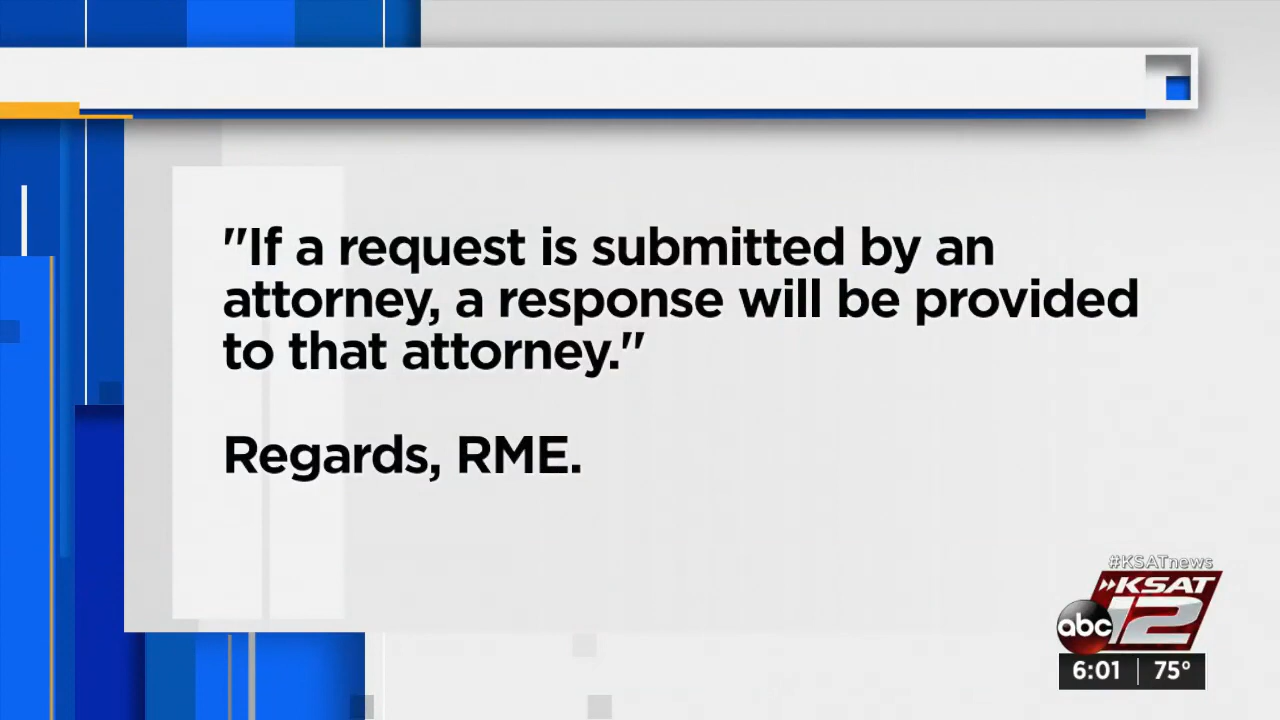 "If a request is submitted by an
attorney, a response will be provided
to that attorney."
Regards, RME.
#KSATnews
KSAT
abc 12
6:01 75°